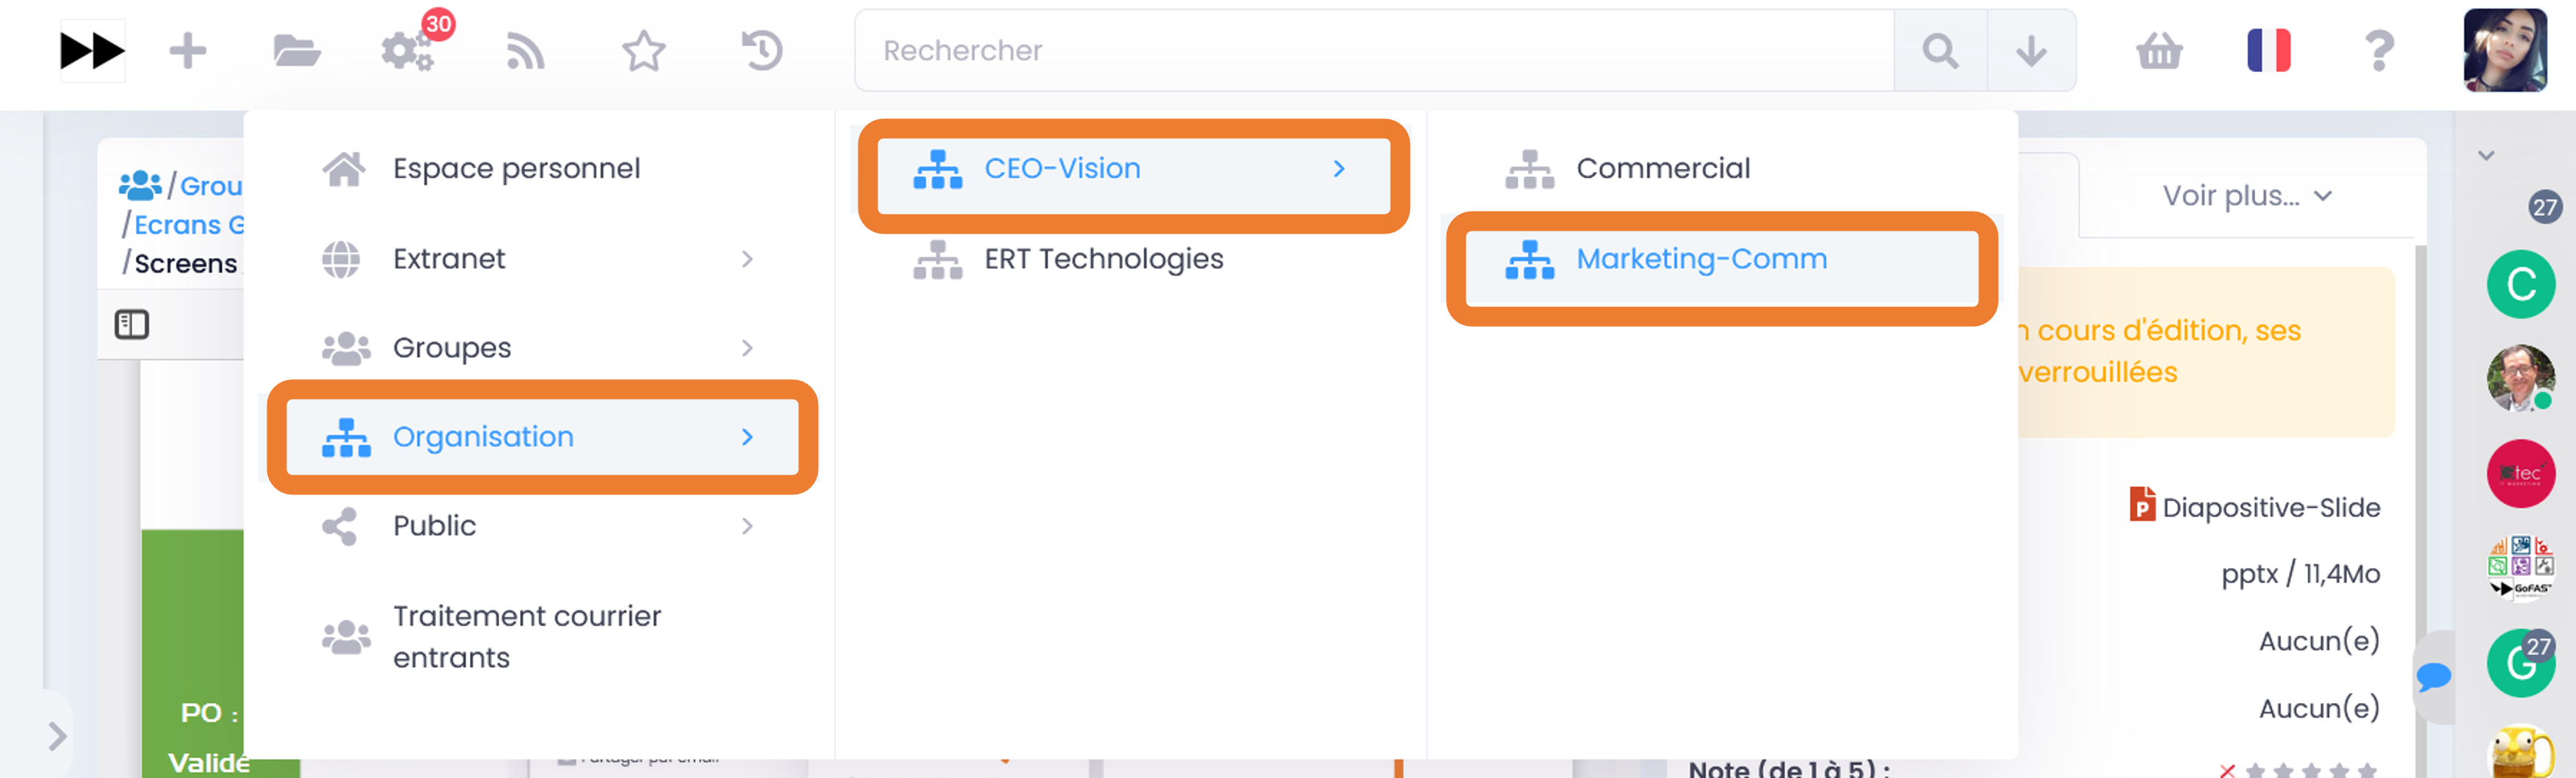 30
Rechercher
?
Espace personnel
Extranet
Groupes
Organisation
Public
Traitement courrier
entrants
CEO-Vision
ERT Technologies
Commercial
Marketing-Comm
/Grou
/Ecrans G
/Screens
PO :
Validé
Voir plus...
n cours d'édition, ses
verrouillées
P Diapositive-Slide
pptx / 11,4Mo
Aucun(e)
Aucun(e)
Note (de 1 à 5) :
27
C
Gtec
GoFAST
G
27